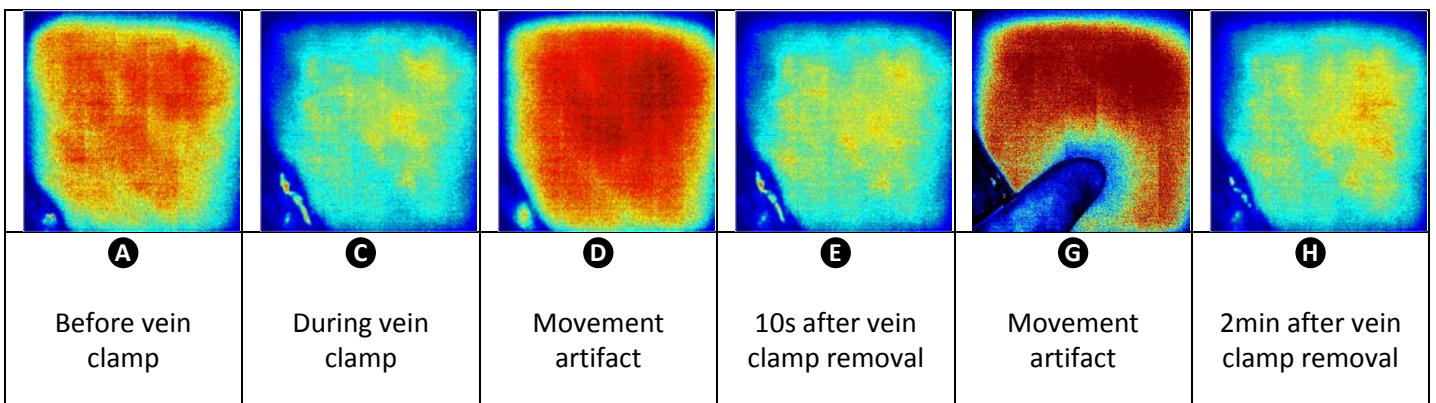 A
C
D
E
G
H
Before vein
clamp
During vein
clamp
Movement
artifact
10s after vein
clamp removal
Movement
artifact
2min after vein
clamp removal